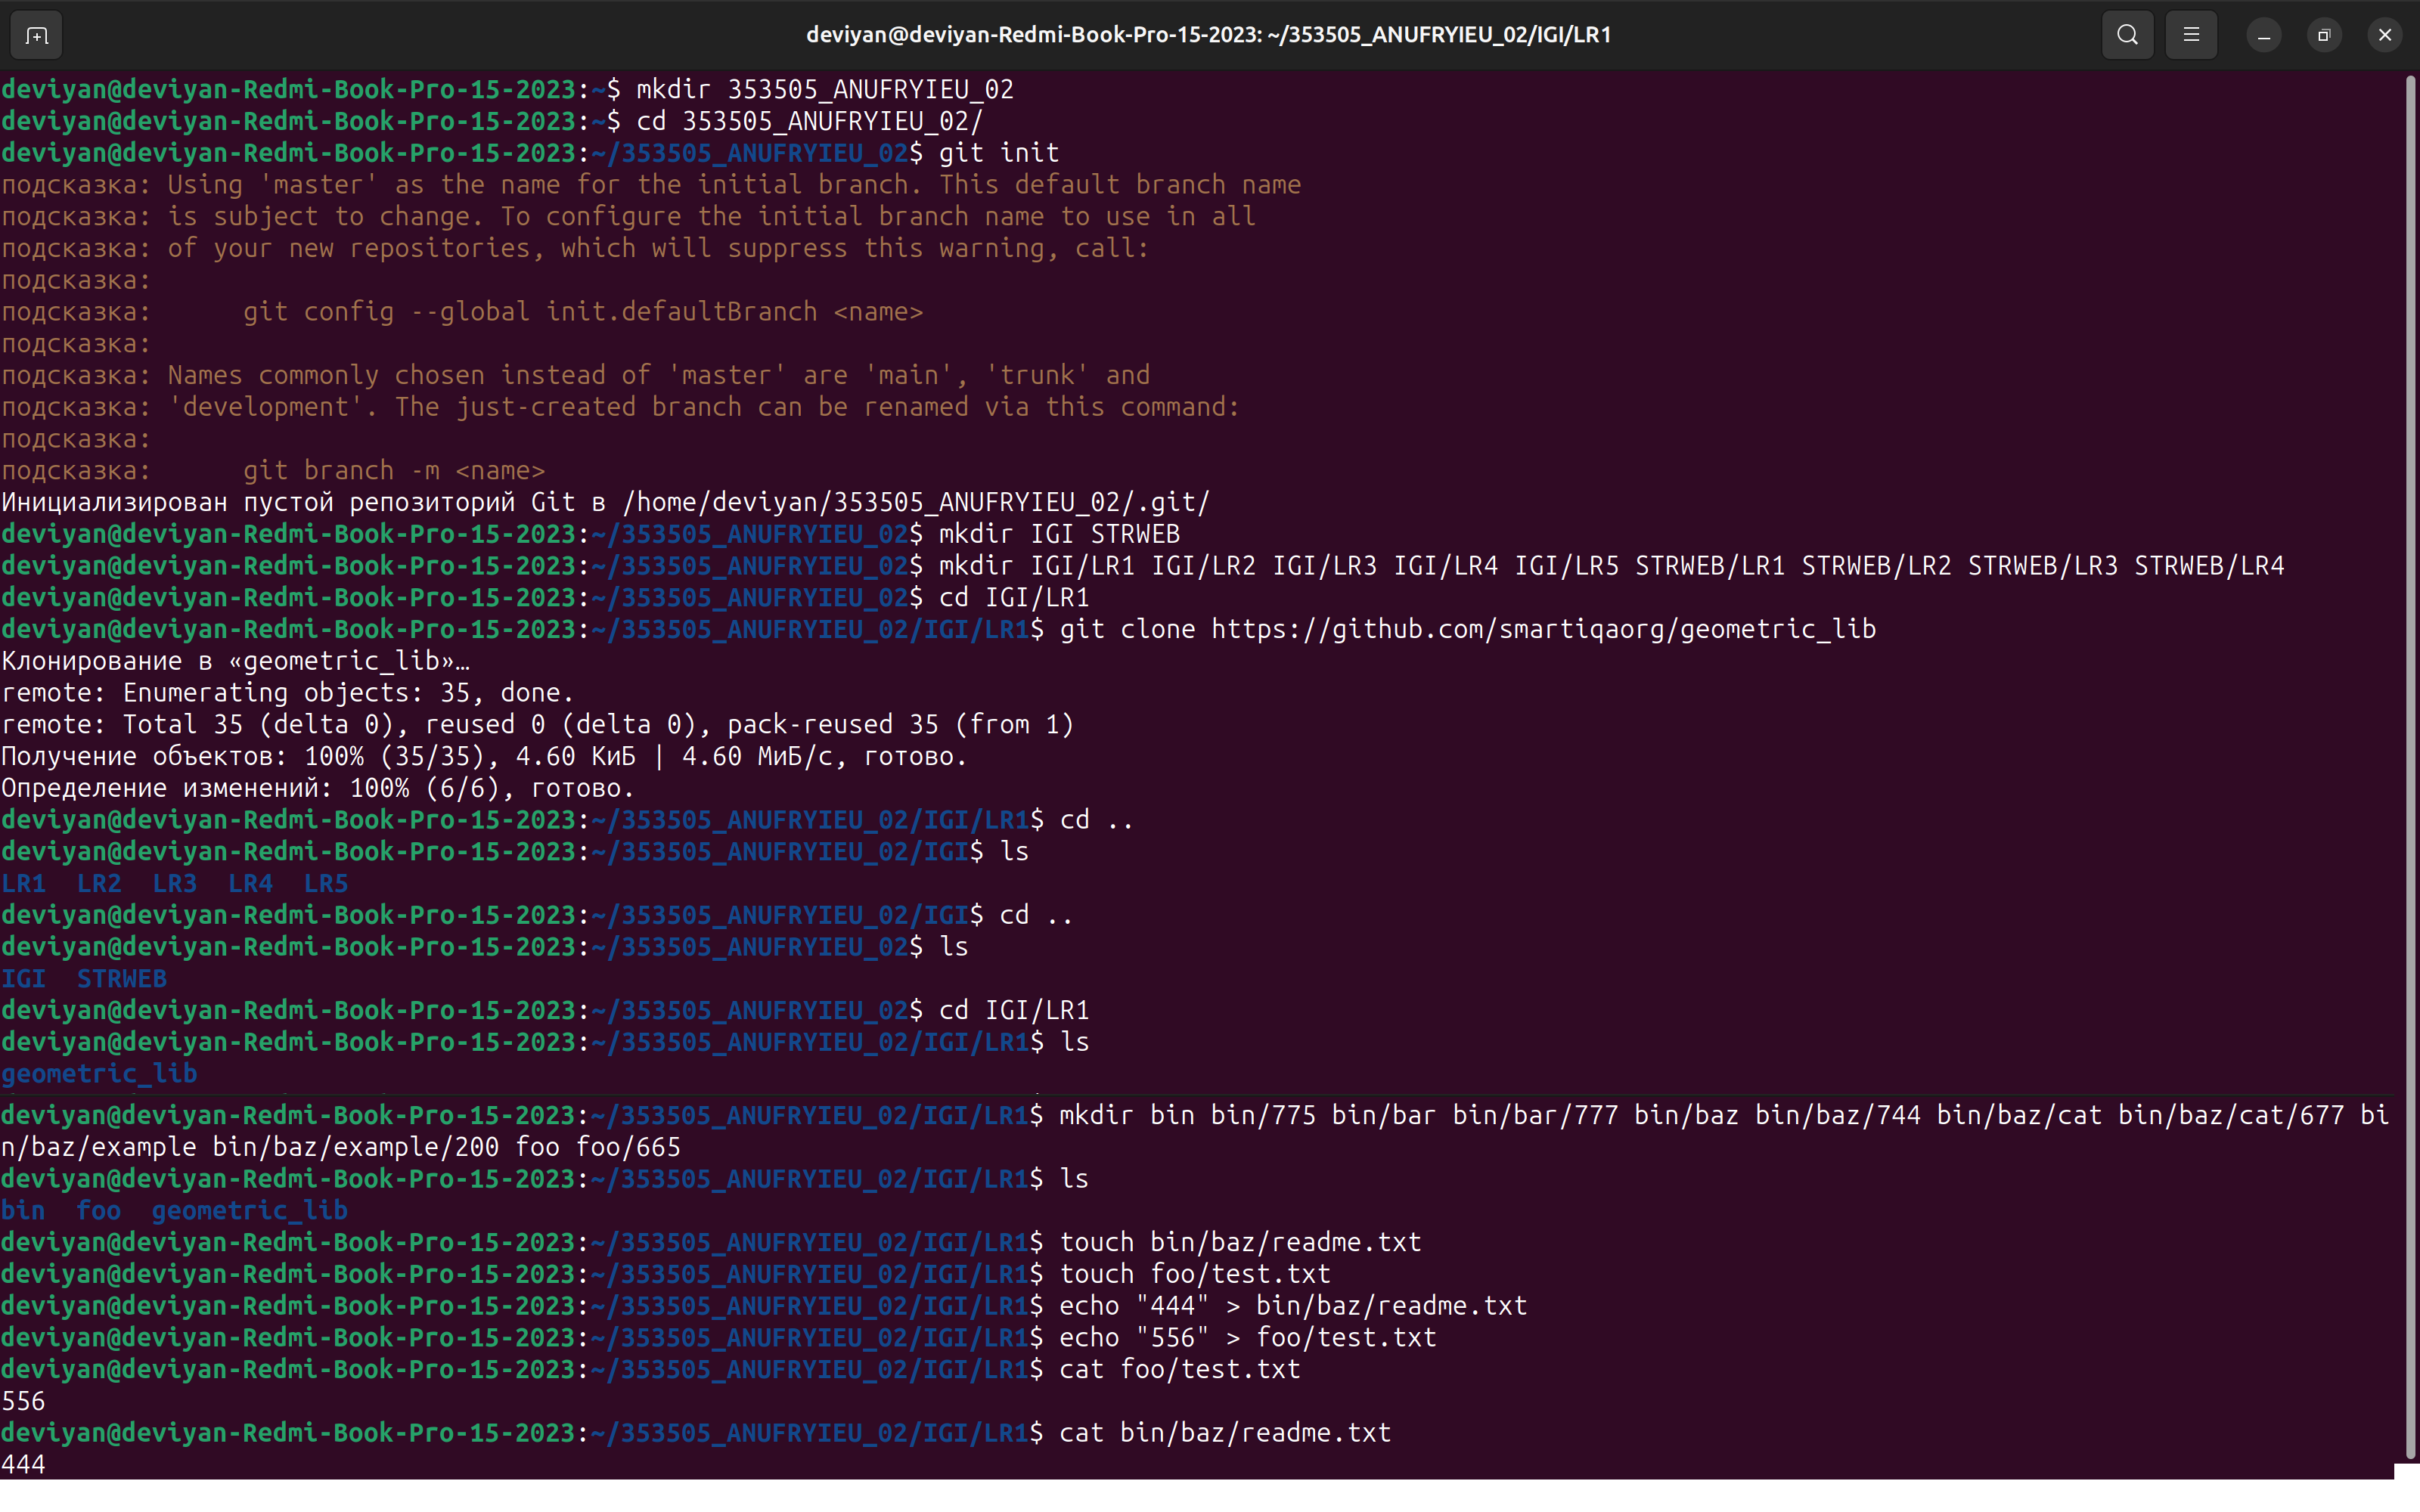 deviyan@deviyan-Redmi-Book-Pro-15-2023: ~/353505_ANUFRYIEU_02/IGI/LR1
deviyan@deviyan-Redmi-Book-Pro-15-2023:~$ mkdir 353505_ANUFRYIEU_02
deviyan@deviyan-Redmi-Book-Pro-15-2023:~$ cd 353505_ANUFRYIEU_02/
deviyan@deviyan-Redmi-Book-Pro-15-2023:~/353505_ANUFRYIEU_02$ git init
подсказка: Using 'master' as the name for the initial branch. This default branch name
подсказка: is subject to change. To configure the initial branch name to use in all
подсказка: of your new repositories, which will suppress this warning, call:
подсказка:
подсказка:      git config --global init.defaultBranch <name>
подсказка:
подсказка: Names commonly chosen instead of 'master' are 'main', 'trunk' and
подсказка: 'development'. The just-created branch can be renamed via this command:
подсказка:
подсказка:      git branch -m <name>
Инициализирован пустой репозиторий Git в /home/deviyan/353505_ANUFRYIEU_02/.git/
deviyan@deviyan-Redmi-Book-Pro-15-2023:~/353505_ANUFRYIEU_02$ mkdir IGI STRWEB
deviyan@deviyan-Redmi-Book-Pro-15-2023:~/353505_ANUFRYIEU_02$ mkdir IGI/LR1 IGI/LR2 IGI/LR3 IGI/LR4 IGI/LR5 STRWEB/LR1 STRWEB/LR2 STRWEB/LR3 STRWEB/LR4
deviyan@deviyan-Redmi-Book-Pro-15-2023:~/353505_ANUFRYIEU_02$ cd IGI/LR1
deviyan@deviyan-Redmi-Book-Pro-15-2023:~/353505_ANUFRYIEU_02/IGI/LR1$ git clone https://github.com/smartiqaorg/geometric_lib
Клонирование в «geometric_lib»…
remote: Enumerating objects: 35, done.
remote: Total 35 (delta 0), reused 0 (delta 0), pack-reused 35 (from 1)
Получение объектов: 100% (35/35), 4.60 КиБ | 4.60 МиБ/с, готово.
Определение изменений: 100% (6/6), готово.
deviyan@deviyan-Redmi-Book-Pro-15-2023:~/353505_ANUFRYIEU_02/IGI/LR1$ cd ..
deviyan@deviyan-Redmi-Book-Pro-15-2023:~/353505_ANUFRYIEU_02/IGI$ ls
LR1  LR2  LR3  LR4  LR5
deviyan@deviyan-Redmi-Book-Pro-15-2023:~/353505_ANUFRYIEU_02/IGI$ cd ..
deviyan@deviyan-Redmi-Book-Pro-15-2023:~/353505_ANUFRYIEU_02$ ls
IGI  STRWEB
deviyan@deviyan-Redmi-Book-Pro-15-2023:~/353505_ANUFRYIEU_02$ cd IGI/LR1
deviyan@deviyan-Redmi-Book-Pro-15-2023:~/353505_ANUFRYIEU_02/IGI/LR1$ ls
geometric_lib
deviyan@deviyan-Redmi-Book-Pro-15-2023:~/353505_ANUFRYIEU_02/IGI/LR1$ mkdir bin bin/775 bin/bar bin/bar/777 bin/baz bin/baz/744 bin/baz/cat bin/baz/cat/677 bi
n/baz/example bin/baz/example/200 foo foo/665
deviyan@deviyan-Redmi-Book-Pro-15-2023:~/353505_ANUFRYIEU_02/IGI/LR1$ ls
bin  foo  geometric_lib
deviyan@deviyan-Redmi-Book-Pro-15-2023:~/353505_ANUFRYIEU_02/IGI/LR1$ touch bin/baz/readme.txt
deviyan@deviyan-Redmi-Book-Pro-15-2023:~/353505_ANUFRYIEU_02/IGI/LR1$ touch foo/test.txt
deviyan@deviyan-Redmi-Book-Pro-15-2023:~/353505_ANUFRYIEU_02/IGI/LR1$ echo "444" > bin/baz/readme.txt
deviyan@deviyan-Redmi-Book-Pro-15-2023:~/353505_ANUFRYIEU_02/IGI/LR1$ echo "556" > foo/test.txt
deviyan@deviyan-Redmi-Book-Pro-15-2023:~/353505_ANUFRYIEU_02/IGI/LR1$ cat foo/test.txt
556
deviyan@deviyan-Redmi-Book-Pro-15-2023:~/353505_ANUFRYIEU_02/IGI/LR1$ cat bin/baz/readme.txt
444